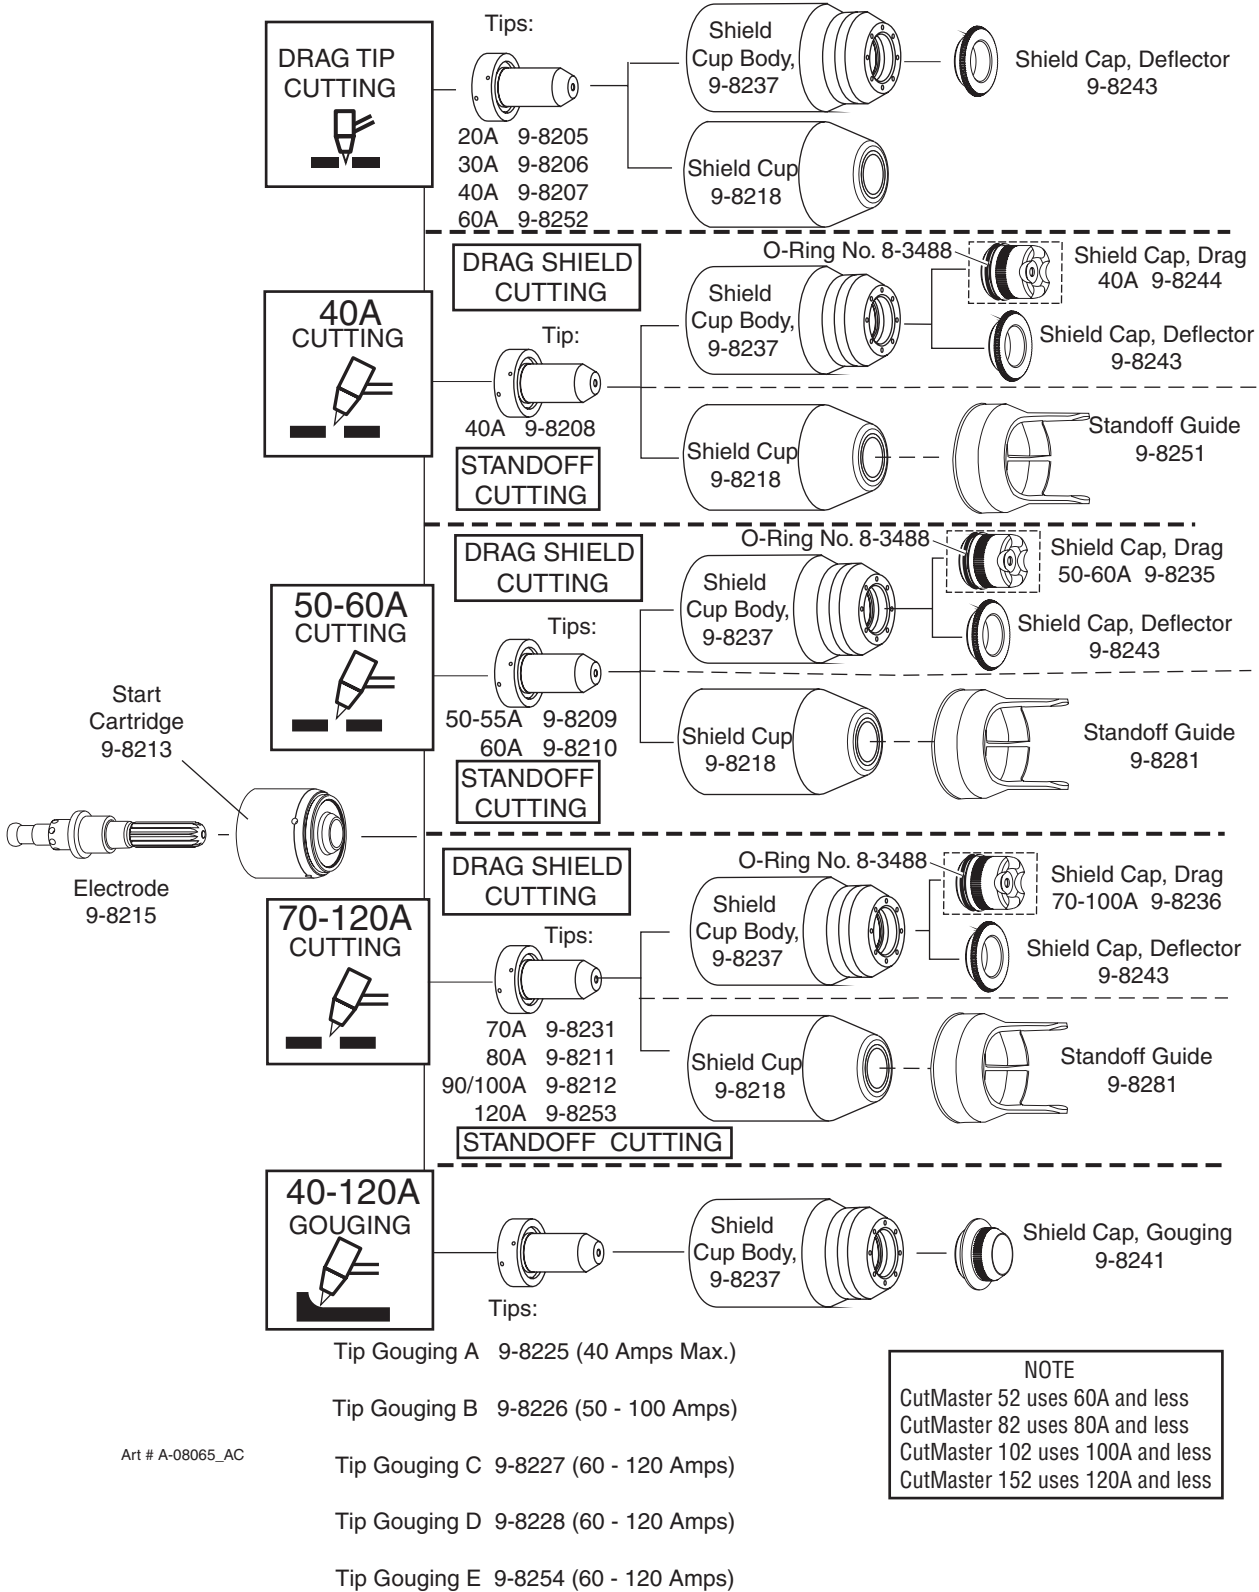 Tips:
DRAG TIP
CUTTING
20A 9-8205
30A 9-8206
40A 9-8207
60A 9-8252
Shield
Cup Body,
9-8237
Shield Cap, Deflector
9-8243
Shield Cup
9-8218
DRAG SHIELD
CUTTING
40A
CUTTING
Tip:
40A 9-8208
STANDOFF
CUTTING
O-Ring No. 8-3488
Shield
Cup Body,
9-8237
Shield Cap, Drag
40A 9-8244
Shield Cap, Deflector
9-8243
Shield Cup
9-8218
Standoff Guide
9-8251
DRAG SHIELD
CUTTING
50-60A
CUTTING
Tips:
50-55A 9-8209
60A 9-8210
STANDOFF
CUTTING
O-Ring No. 8-3488
Shield
Cup Body,
9-8237
Shield Cap, Drag
50-60A 9-8235
Shield Cap, Deflector
9-8243
Shield Cup
9-8218
Standoff Guide
9-8281
Start
Cartridge
9-8213
Electrode
9-8215
DRAG SHIELD
CUTTING
70-120A
CUTTING
Tips:
70A 9-8231
80A 9-8211
90/100A 9-8212
120A 9-8253
STANDOFF CUTTING
O-Ring No. 8-3488
Shield
Cup Body,
9-8237
Shield Cap, Drag
70-100A 9-8236
Shield Cap, Deflector
9-8243
Shield Cup
9-8218
Standoff Guide
9-8281
40-120A
GOUGING
Tips:
Shield
Cup Body,
9-8237
Shield Cap, Gouging
9-8241
Tip Gouging A 9-8225 (40 Amps Max.)
Tip Gouging B 9-8226 (50 - 100 Amps)
Tip Gouging C 9-8227 (60 - 120 Amps)
Tip Gouging D 9-8228 (60 - 120 Amps)
Tip Gouging E 9-8254 (60 - 120 Amps)
NOTE
CutMaster 52 uses 60A and less
CutMaster 82 uses 80A and less
CutMaster 102 uses 100A and less
CutMaster 152 uses 120A and less
Art # A-08065_AC